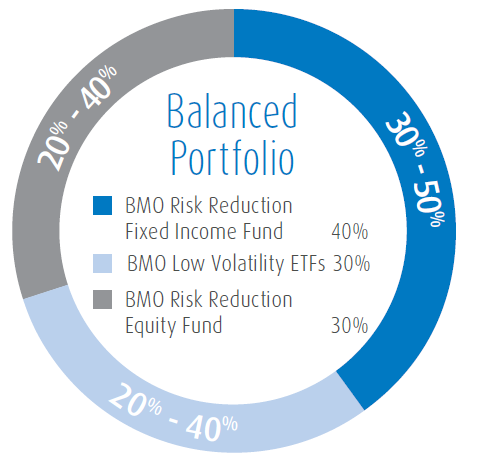 Balanced
Portfolio
BMO Risk Reduction
Fixed Income Fund 40%
BMO Low Volatility ETFs 30%
BMO Risk Reduction
Equity Fund 30%
30% - 50%
20% - 40%
20% - 40%